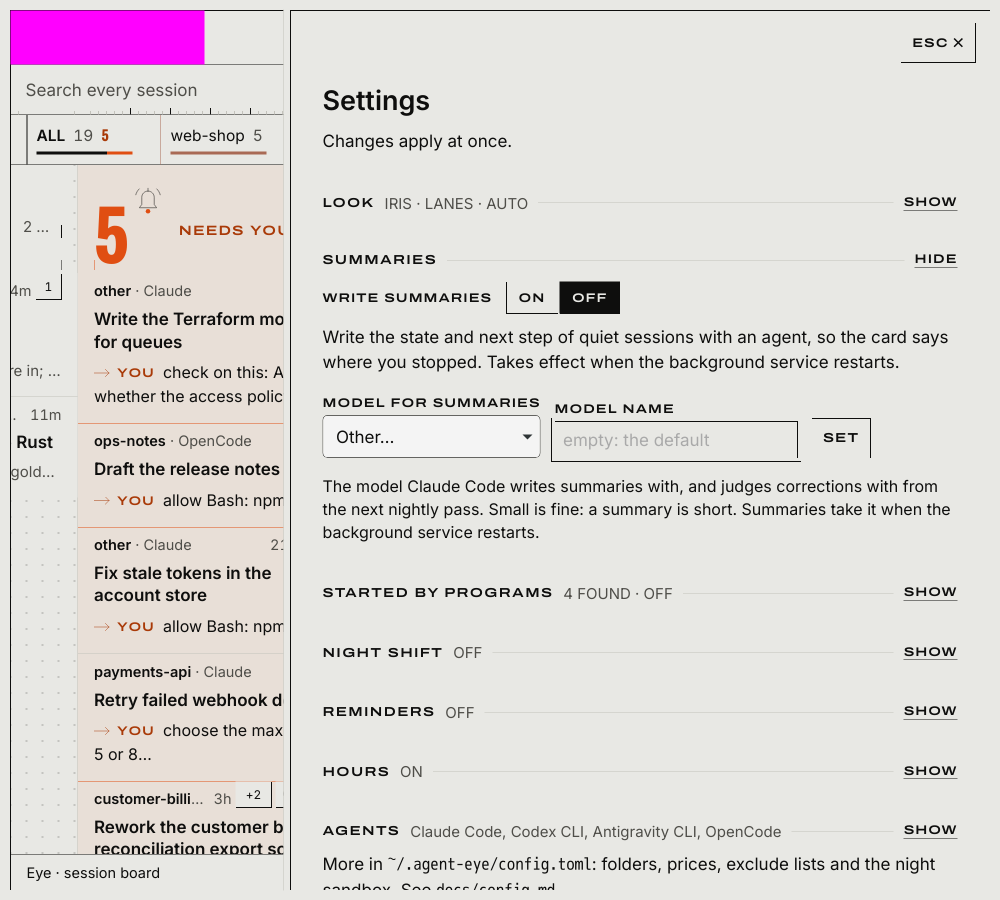 Search every session
ALL 19 5
web-shop 5
2 ...
4m 1
re in; ...
. 11m
Rust
gold...
5
NEEDS YOU
other · Claude
Write the Terraform mo
for queues
→ YOU check on this: A
whether the access polic
ops-notes · OpenCode
Draft the release notes
→ YOU allow Bash: npm
other · Claude 21
Fix stale tokens in the
account store
→ YOU allow Bash: npm
payments-api · Claude
Retry failed webhook d
→ YOU choose the max
5 or 8...
customer-billi... 3h +2
Rework the customer b
reconciliation export sc
Eye · session board
ESC ✕
Settings
Changes apply at once.
LOOK IRIS · LANES · AUTO SHOW
SUMMARIES HIDE
WRITE SUMMARIES ON OFF
Write the state and next step of quiet sessions with an agent, so the card says
where you stopped. Takes effect when the background service restarts.
MODEL FOR SUMMARIES MODEL NAME
Other... empty: the default SET
The model Claude Code writes summaries with, and judges corrections with from
the next nightly pass. Small is fine: a summary is short. Summaries take it when the
background service restarts.
STARTED BY PROGRAMS 4 FOUND · OFF SHOW
NIGHT SHIFT OFF SHOW
REMINDERS OFF SHOW
HOURS ON SHOW
AGENTS Claude Code, Codex CLI, Antigravity CLI, OpenCode SHOW
More in ~/.agent-eye/config.toml: folders, prices, exclude lists and the night
sandbox. See docs/config.md